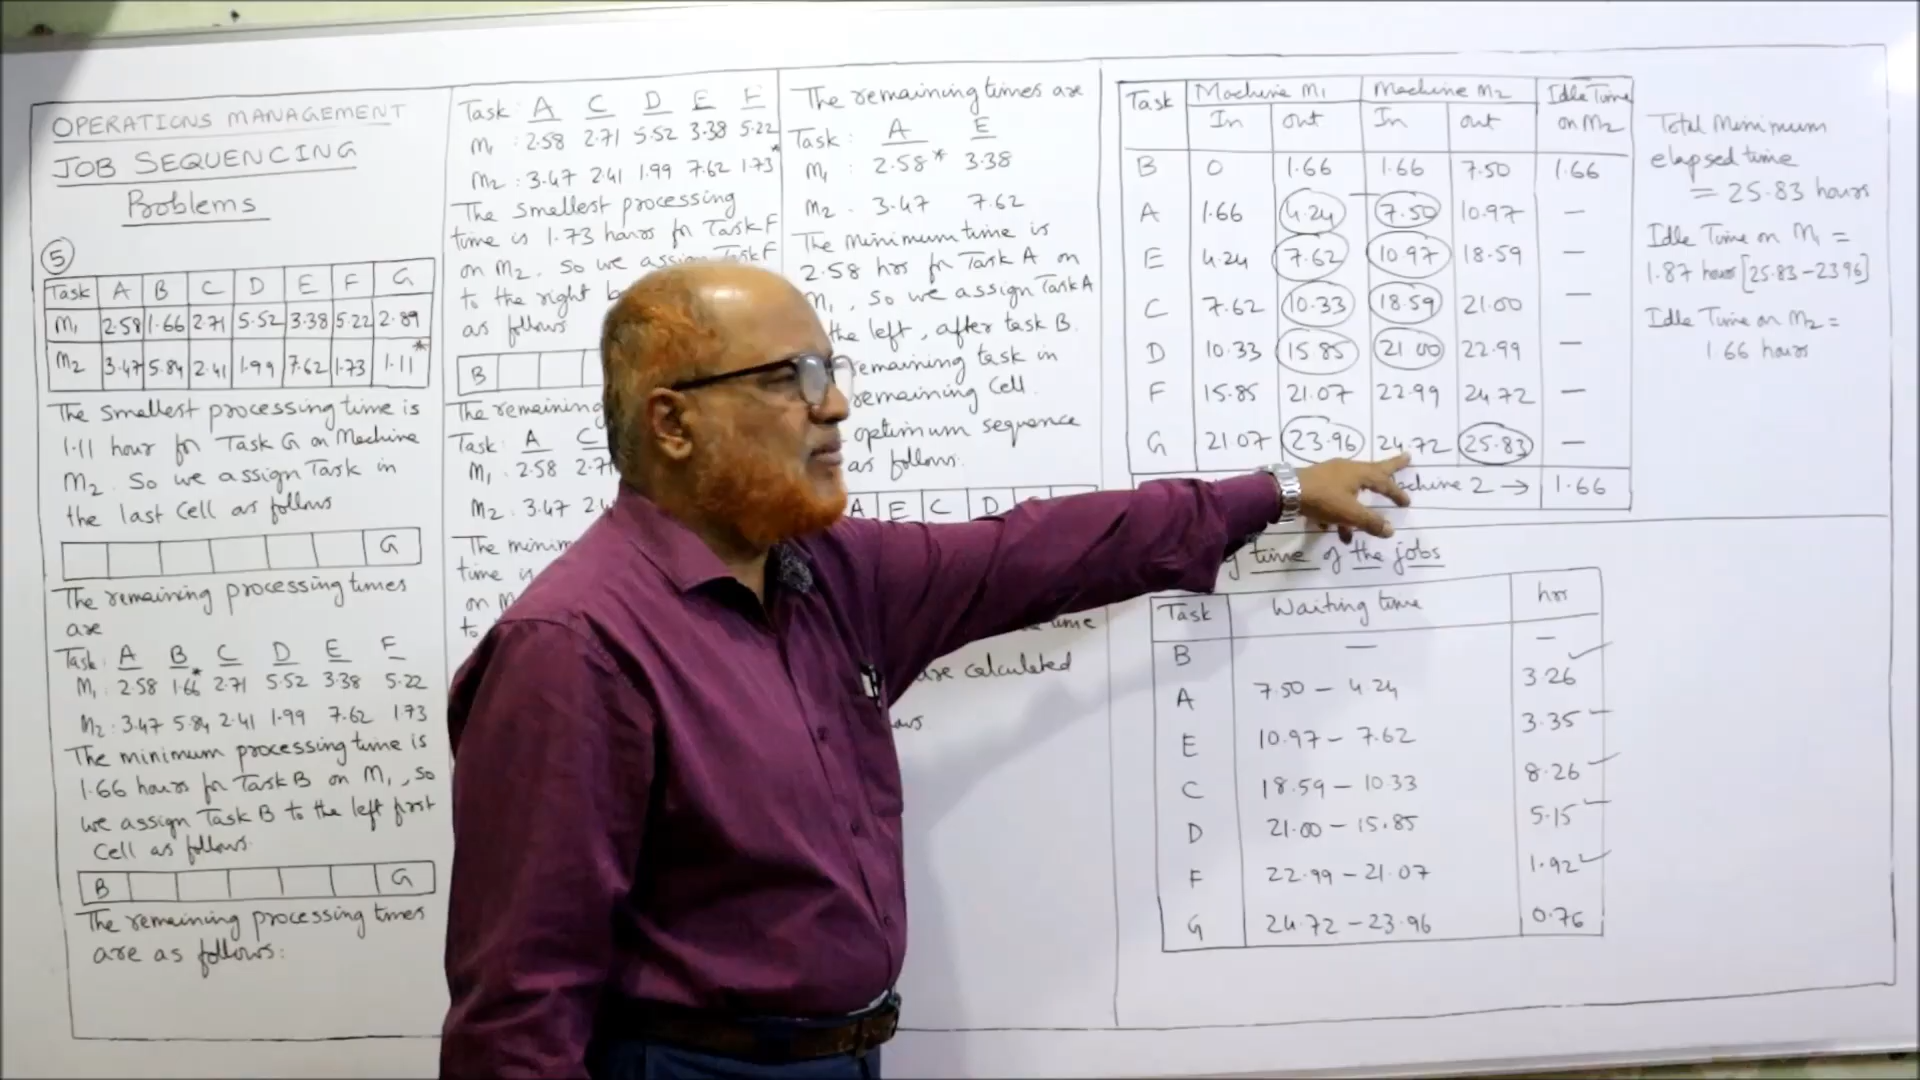 OPERATIONS MANAGEMENT
JOB SEQUENCING
Problems
5
Task A B C D E F G
M₁ 2.58 1.66 2.71 5.52 3.38 5.22 2.89
M₂ 3.47 5.84 2.41 1.99 7.62 1.73 1.11*
The smallest processing time is
1.11 hour for Task G on Machine
M₂. So we assign Task in
the last Cell as follows
G
The remaining processing times
are
Task: A B C D E F
M₁: 2.58 1.66* 2.71 5.52 3.38 5.22
M₂: 3.47 5.84 2.41 1.99 7.62 1.73
The minimum processing time is
1.66 hours for Task B on M₁, so
we assign Task B to the left first
Cell as follows.
B G
The remaining processing times
are as follows:
Task: A C D E F
M₁: 2.58 2.71 5.52 3.38 5.22
M₂: 3.47 2.41 1.99 7.62 1.73*
The smallest processing
time is 1.73 hours for Task F
on M₂. So we assign Task F
to the right
as follows
B
The remaining
Task: A C
M₁: 2.58 2.71
M₂: 3.47
The minim
time is
on M
to
The remaining times are
Task: A E
M₁: 2.58* 3.38
M₂: 3.47 7.62
The minimum time is
2.58 hrs for Task A on
M₁, so we assign Task A
the left, after task B.
remaining task in
remaining Cell.
optimum sequence
as follows:
A E C D
time
are calculated
Task Machine M₁ Machine M₂ Idle Time
In out In out on M₂
B 0 1.66 1.66 7.50 1.66
A 1.66 4.24 7.50 10.97 —
E 4.24 7.62 10.97 18.59 —
C 7.62 10.33 18.59 21.00 —
D 10.33 15.85 21.00 22.99 —
F 15.85 21.07 22.99 24.72 —
G 21.07 23.96 24.72 25.83 —
achine 2 → 1.66
time of the jobs
Task Waiting time hrs
B — —
A 7.50 – 4.24 3.26
E 10.97 – 7.62 3.35
C 18.59 – 10.33 8.26
D 21.00 – 15.85 5.15
F 22.99 – 21.07 1.92
G 24.72 – 23.96 0.76
Total Minimum
elapsed time
= 25.83 hours
Idle Time on M₁ =
1.87 hour [25.83 – 23.96]
Idle Time on M₂ =
1.66 hours